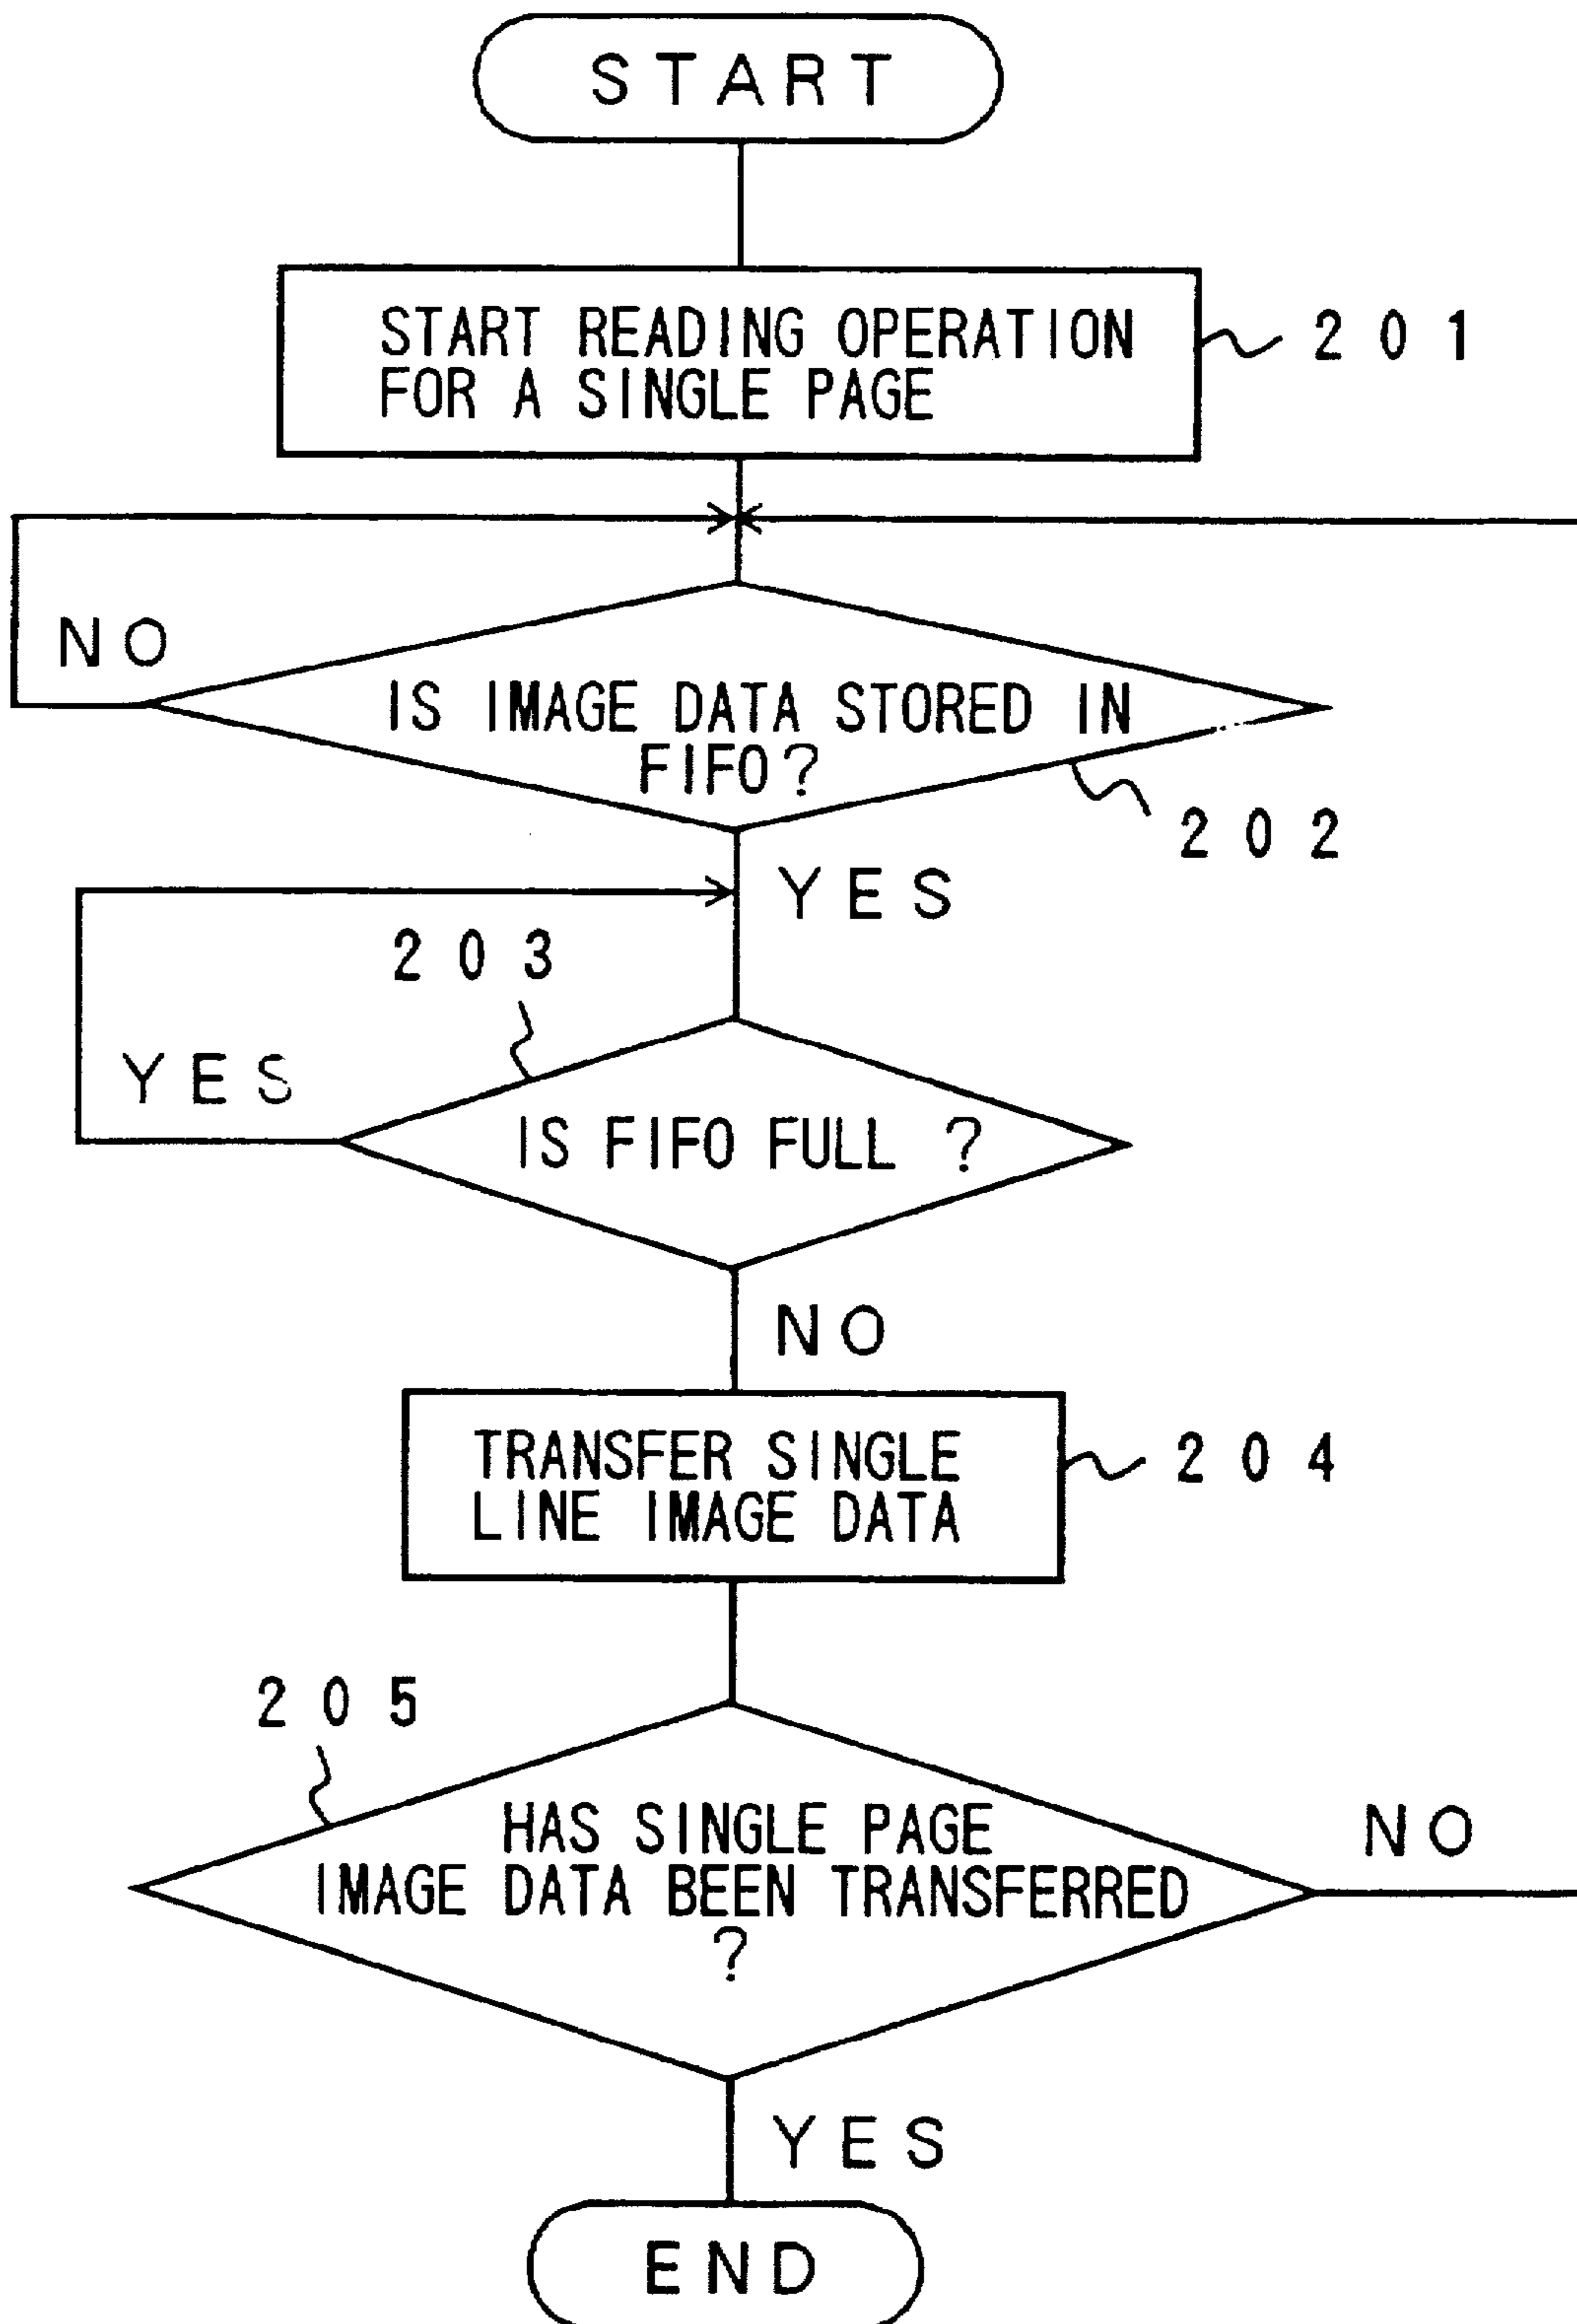 START
START READING OPERATION
FOR A SINGLE PAGE
201
NO
IS IMAGE DATA STORED IN
FIFO?
202
YES
203
YES
IS FIFO FULL ?
NO
TRANSFER SINGLE
LINE IMAGE DATA
204
205
HAS SINGLE PAGE
IMAGE DATA BEEN TRANSFERRED
?
NO
YES
END